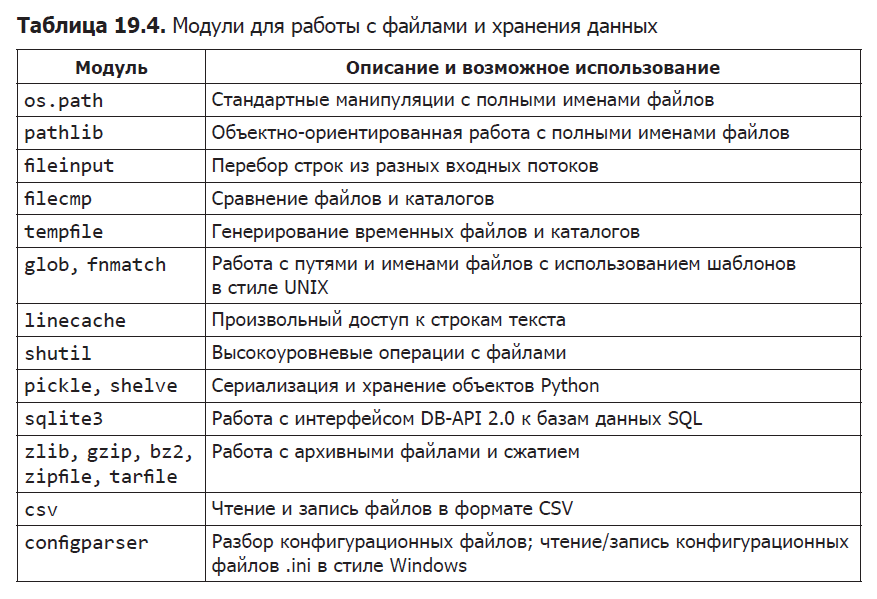 Таблица 19.4. Модули для работы с файлами и хранения данных
Модуль Описание и возможное использование
os.path Стандартные манипуляции с полными именами файлов
pathlib Объектно-ориентированная работа с полными именами файлов
fileinput Перебор строк из разных входных потоков
filecmp Сравнение файлов и каталогов
tempfile Генерирование временных файлов и каталогов
glob, fnmatch Работа с путями и именами файлов с использованием шаблонов
в стиле UNIX
linecache Произвольный доступ к строкам текста
shutil Высокоуровневые операции с файлами
pickle, shelve Сериализация и хранение объектов Python
sqlite3 Работа с интерфейсом DB-API 2.0 к базам данных SQL
zlib, gzip, bz2, Работа с архивными файлами и сжатием
zipfile, tarfile
csv Чтение и запись файлов в формате CSV
configparser Разбор конфигурационных файлов; чтение/запись конфигурационных
файлов .ini в стиле Windows